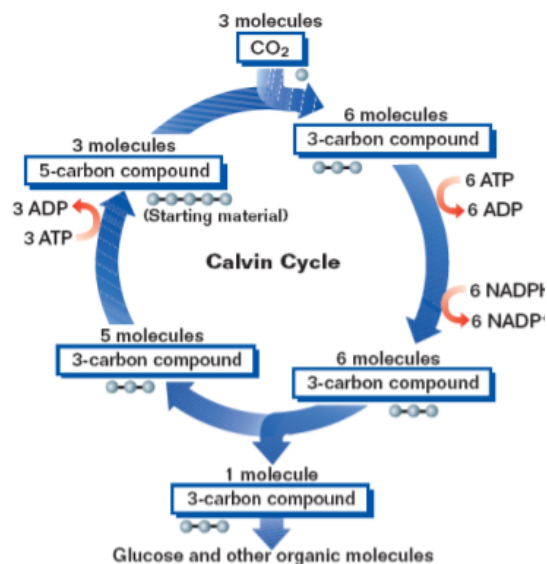 3 molecules
CO₂
6 molecules
3-carbon compound
3 molecules
5-carbon compound
(Starting material)
6 ATP
6 ADP
3 ADP
3 ATP
Calvin Cycle
6 NADPH
6 NADP⁺
5 molecules
3-carbon compound
6 molecules
3-carbon compound
1 molecule
3-carbon compound
Glucose and other organic molecules